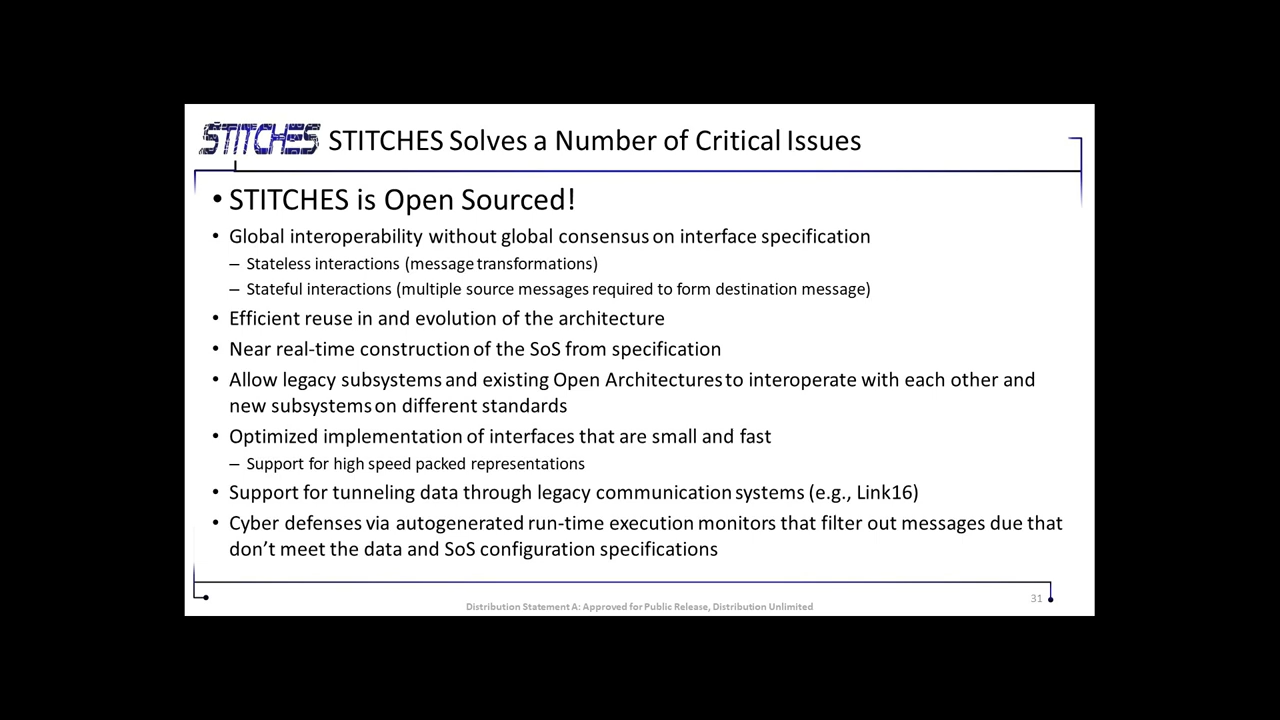 STITCHES STITCHES Solves a Number of Critical Issues
• STITCHES is Open Sourced!
• Global interoperability without global consensus on interface specification
– Stateless interactions (message transformations)
– Stateful interactions (multiple source messages required to form destination message)
• Efficient reuse in and evolution of the architecture
• Near real-time construction of the SoS from specification
• Allow legacy subsystems and existing Open Architectures to interoperate with each other and
new subsystems on different standards
• Optimized implementation of interfaces that are small and fast
– Support for high speed packed representations
• Support for tunneling data through legacy communication systems (e.g., Link16)
• Cyber defenses via autogenerated run-time execution monitors that filter out messages due that
don’t meet the data and SoS configuration specifications
31
Distribution Statement A: Approved for Public Release, Distribution Unlimited